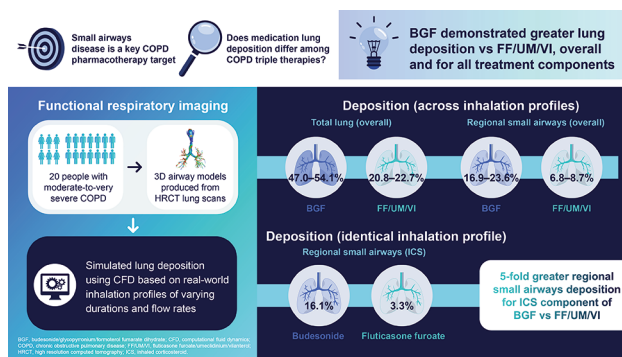 Small airways
disease is a key COPD
pharmacotherapy target
Does medication lung
deposition differ among
COPD triple therapies?
BGF demonstrated greater lung
deposition vs FF/UM/VI, overall
and for all treatment components
Functional respiratory imaging
20 people with
moderate-to-very
severe COPD
3D airway models
produced from
HRCT lung scans
Simulated lung deposition
using CFD based on real-world
inhalation profiles of varying
durations and flow rates
Deposition (across inhalation profiles)
Total lung (overall)
Regional small airways (overall)
47.0–54.1%
20.8–22.7%
16.9–23.6%
6.8–8.7%
BGF
FF/UM/VI
BGF
FF/UM/VI
Deposition (identical inhalation profile)
Regional small airways (ICS)
16.1%
3.3%
Budesonide
Fluticasone furoate
5-fold greater regional
small airways deposition
for ICS component of
BGF vs FF/UM/VI
BGF, budesonide/glycopyrronium/formoterol fumarate dihydrate; CFD, computational fluid dynamics;
COPD, chronic obstructive pulmonary disease; FF/UM/VI, fluticasone furoate/umeclidinium/vilanterol;
HRCT, high resolution computed tomography; ICS, inhaled corticosteroid.